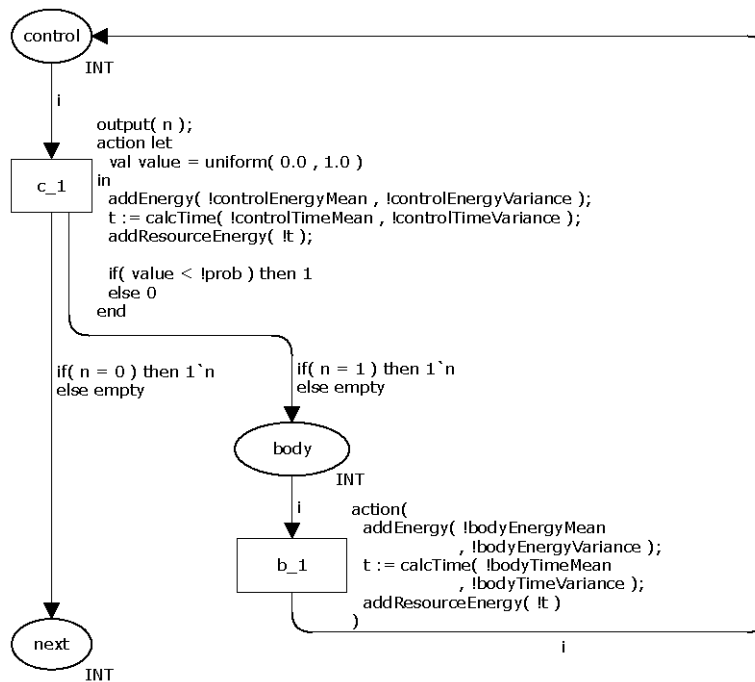 control
INT
i
output( n );
action let
val value = uniform( 0.0 , 1.0 )
in
addEnergy( !controlEnergyMean , !controlEnergyVariance );
t := calcTime( !controlTimeMean , !controlTimeVariance );
addResourceEnergy( !t );
if( value < !prob ) then 1
else 0
end
c_1
if( n = 0 ) then 1`n
else empty
if( n = 1 ) then 1`n
else empty
body
INT
i
action(
addEnergy( !bodyEnergyMean
, !bodyEnergyVariance );
t := calcTime( !bodyTimeMean
, !bodyTimeVariance );
addResourceEnergy( !t )
)
b_1
i
next
INT